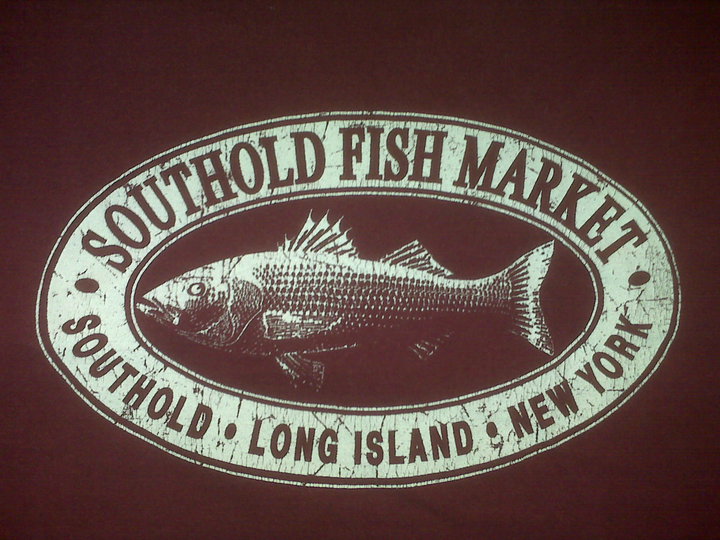 SOUTHOLD FISH MARKET
SOUTHOLD • LONG ISLAND • NEW YORK